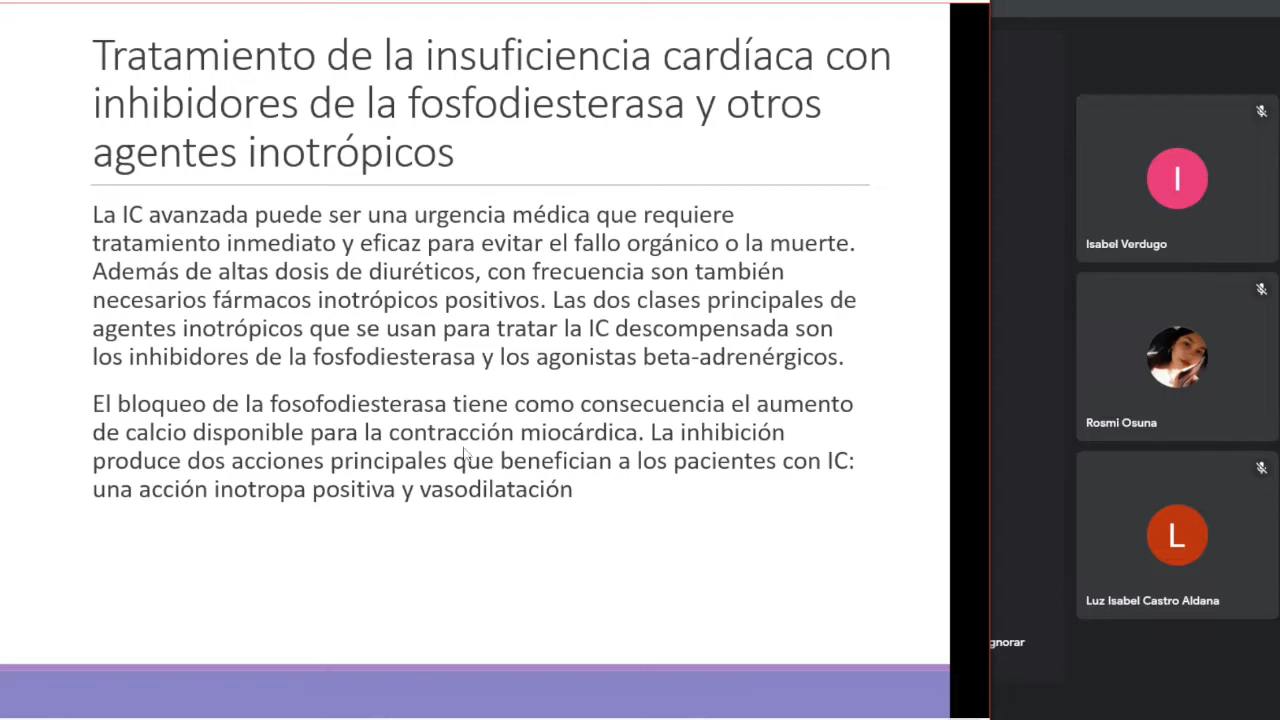 Tratamiento de la insuficiencia cardíaca con
inhibidores de la fosfodiesterasa y otros
agentes inotrópicos
La IC avanzada puede ser una urgencia médica que requiere
tratamiento inmediato y eficaz para evitar el fallo orgánico o la muerte.
Además de altas dosis de diuréticos, con frecuencia son también
necesarios fármacos inotrópicos positivos. Las dos clases principales de
agentes inotrópicos que se usan para tratar la IC descompensada son
los inhibidores de la fosfodiesterasa y los agonistas beta-adrenérgicos.
El bloqueo de la fosofodiesterasa tiene como consecuencia el aumento
de calcio disponible para la contracción miocárdica. La inhibición
produce dos acciones principales que benefician a los pacientes con IC:
una acción inotropa positiva y vasodilatación
I
Isabel Verdugo
Rosmi Osuna
L
Luz Isabel Castro Aldana
gnorar